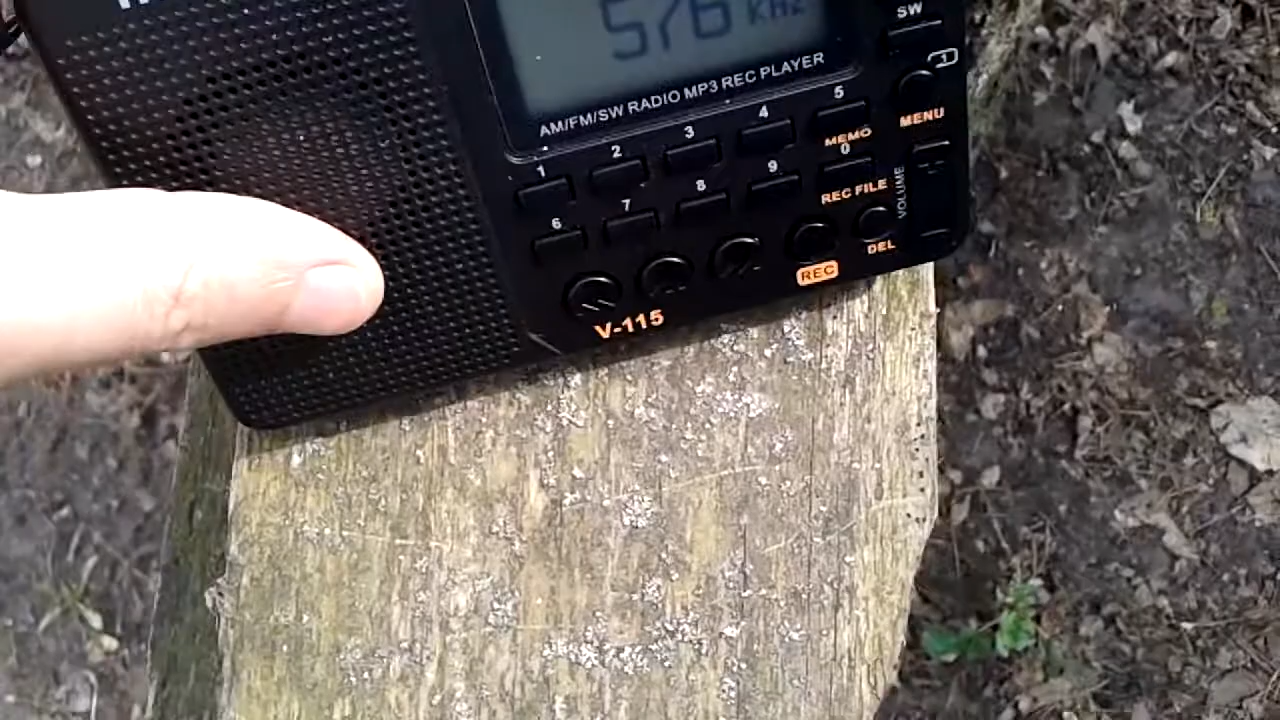 576 KHz
SW
AM/FM/SW RADIO MP3 REC PLAYER
1 2 3 4 5
MEMO
MENU
6 7 8 9 0
REC FILE
VOLUME
DEL
REC
V-115